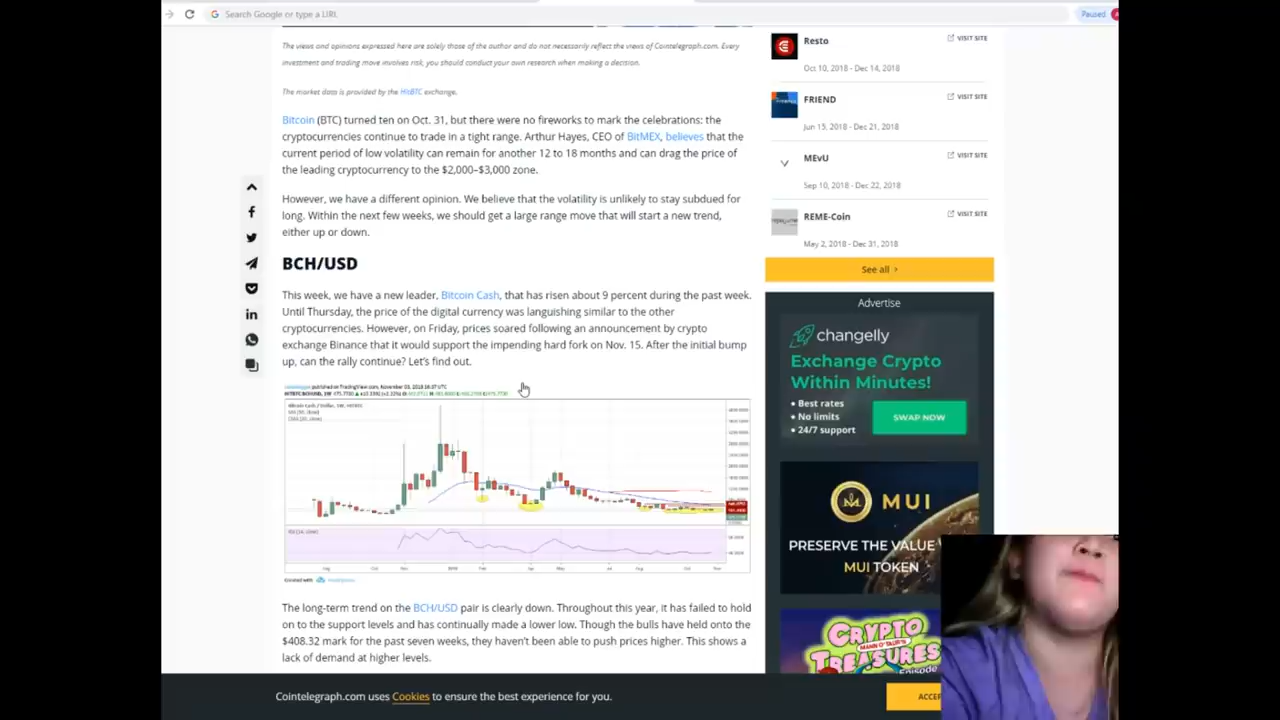 Search Google or type a URL
Paused
The views and opinions expressed here are solely those of the author and do not necessarily reflect the views of Cointelegraph.com. Every
investment and trading move involves risk, you should conduct your own research when making a decision.
The market data is provided by the HitBTC exchange.
Bitcoin (BTC) turned ten on Oct. 31, but there were no fireworks to mark the celebrations: the
cryptocurrencies continue to trade in a tight range. Arthur Hayes, CEO of BitMEX, believes that the
current period of low volatility can remain for another 12 to 18 months and can drag the price of
the leading cryptocurrency to the $2,000–$3,000 zone.
However, we have a different opinion. We believe that the volatility is unlikely to stay subdued for
long. Within the next few weeks, we should get a large range move that will start a new trend,
either up or down.
BCH/USD
This week, we have a new leader, Bitcoin Cash, that has risen about 9 percent during the past week.
Until Thursday, the price of the digital currency was languishing similar to the other
cryptocurrencies. However, on Friday, prices soared following an announcement by crypto
exchange Binance that it would support the impending hard fork on Nov. 15. After the initial bump
up, can the rally continue? Let's find out.
published on TradingView.com, November 03, 2018
Created with
The long-term trend on the BCH/USD pair is clearly down. Throughout this year, it has failed to hold
on to the support levels and has continually made a lower low. Though the bulls have held onto the
$408.32 mark for the past seven weeks, they haven't been able to push prices higher. This shows a
lack of demand at higher levels.
Resto
VISIT SITE
Oct 10, 2018 - Dec 14, 2018
FRIEND
VISIT SITE
Jun 15, 2018 - Dec 21, 2018
MEvU
VISIT SITE
Sep 10, 2018 - Dec 22, 2018
REME-Coin
VISIT SITE
May 2, 2018 - Dec 31, 2018
See all >
Advertise
changelly
Exchange Crypto
Within Minutes!
• Best rates
• No limits
• 24/7 support
SWAP NOW
MUI
PRESERVE THE VALUE
MUI TOKEN
CRYPTO
TREASURES
Episode
Cointelegraph.com uses Cookies to ensure the best experience for you.
ACCE